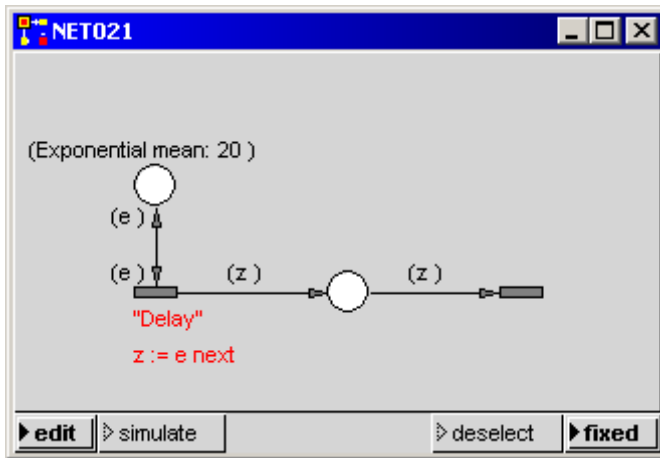 NET021
(Exponential mean: 20 )
(e )
(e ) (z ) (z )
"Delay"
z := e next
edit simulate deselect fixed